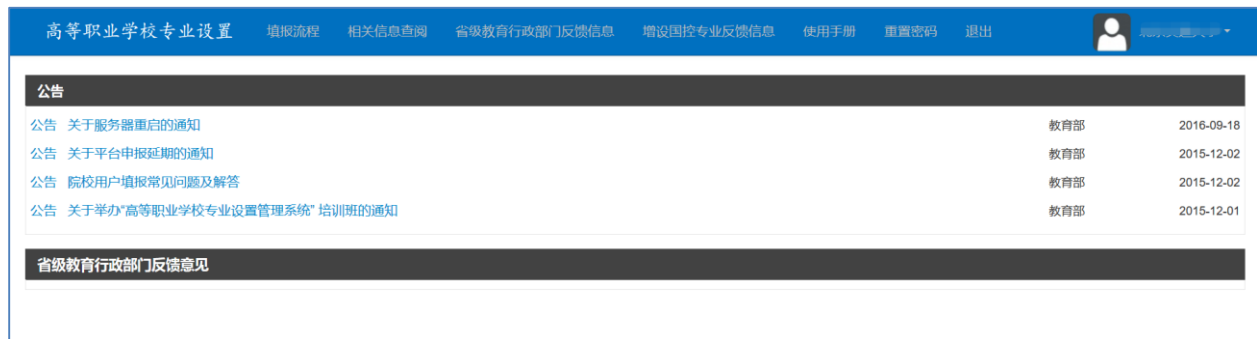 高等职业学校专业设置 填报流程 相关信息查阅 省级教育行政部门反馈信息 增设国控专业反馈信息 使用手册 重置密码 退出
公告
公告 关于服务器重启的通知 教育部 2016-09-18
公告 关于平台申报延期的通知 教育部 2015-12-02
公告 院校用户填报常见问题及解答 教育部 2015-12-02
公告 关于举办“高等职业学校专业设置管理系统” 培训班的通知 教育部 2015-12-01
省级教育行政部门反馈意见